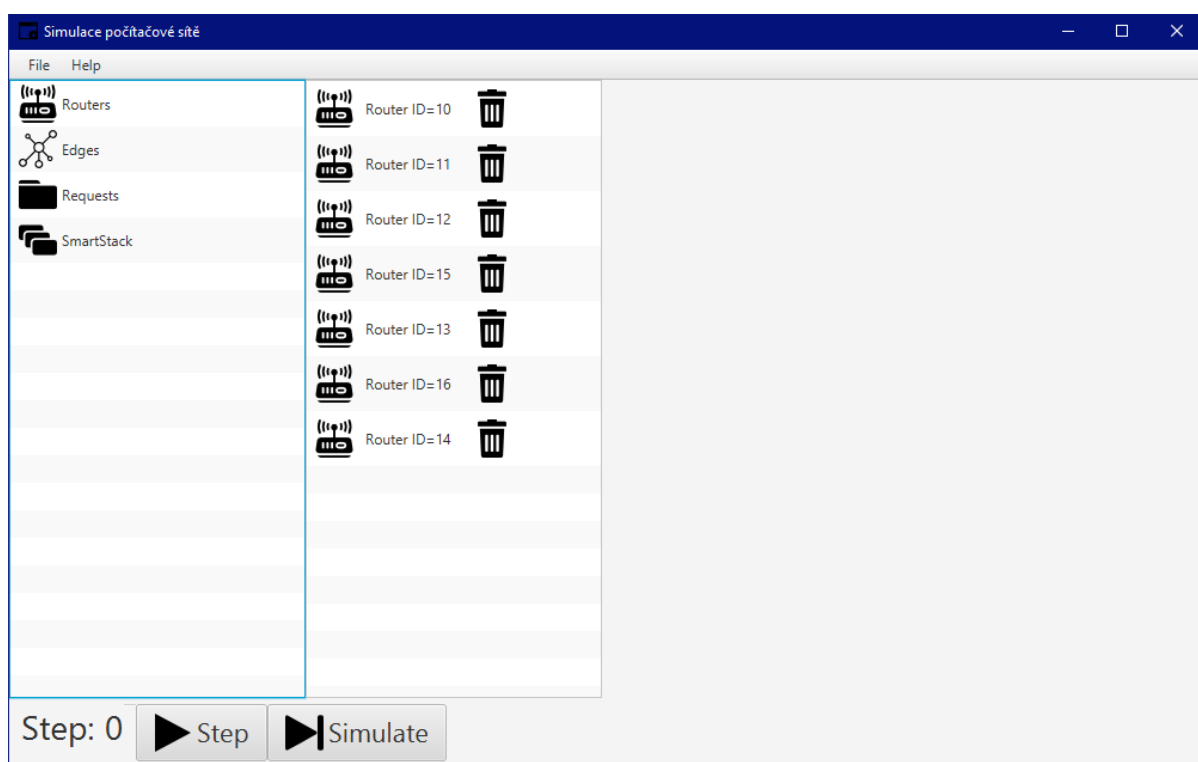 Simulace počítačové sítě
File Help
Routers
Edges
Requests
SmartStack
Router ID=10
Router ID=11
Router ID=12
Router ID=15
Router ID=13
Router ID=16
Router ID=14
Step: 0 Step Simulate